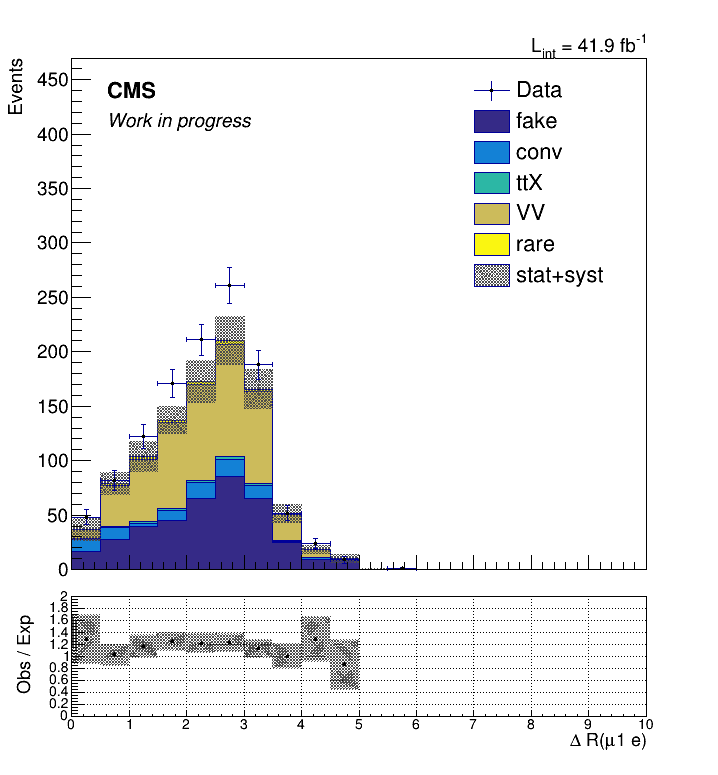 L_int = 41.9 fb^-1
Events
450
400
350
300
250
200
150
100
50
0
CMS
Work in progress
Data
fake
conv
ttX
VV
rare
stat+syst
Obs / Exp
2
1.8
1.6
1.4
1.2
1
0.8
0.6
0.4
0.2
0
0 1 2 3 4 5 6 7 8 9 10
Δ R(μ1 e)